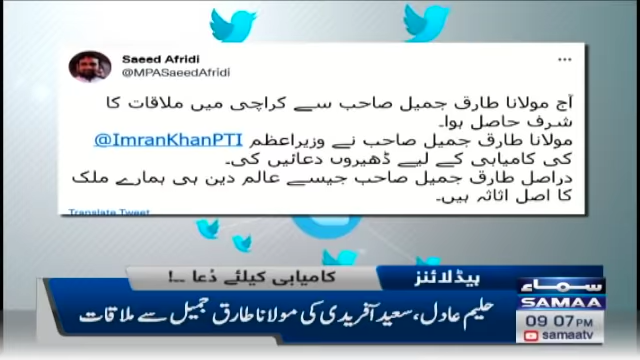 Saeed Afridi
@MPASaeedAfridi
آج مولانا طارق جمیل صاحب سے کراچی میں ملاقات کا
شرف حاصل ہوا۔
مولانا طارق جمیل صاحب نے وزیراعظم @ImranKhanPTI
کی کامیابی کے لیے ڈھیروں دعائیں کی۔
دراصل طارق جمیل صاحب جیسے عالم دین ہی ہمارے ملک
کا اصل اثاثہ ہیں۔
Translate Tweet
ہیڈلائنز
کامیابی کیلئے دُعا ..!
حلیم عادل، سعید آفریدی کی مولانا طارق جمیل سے ملاقات
سماء
SAMAA
09 07 PM
samaatv